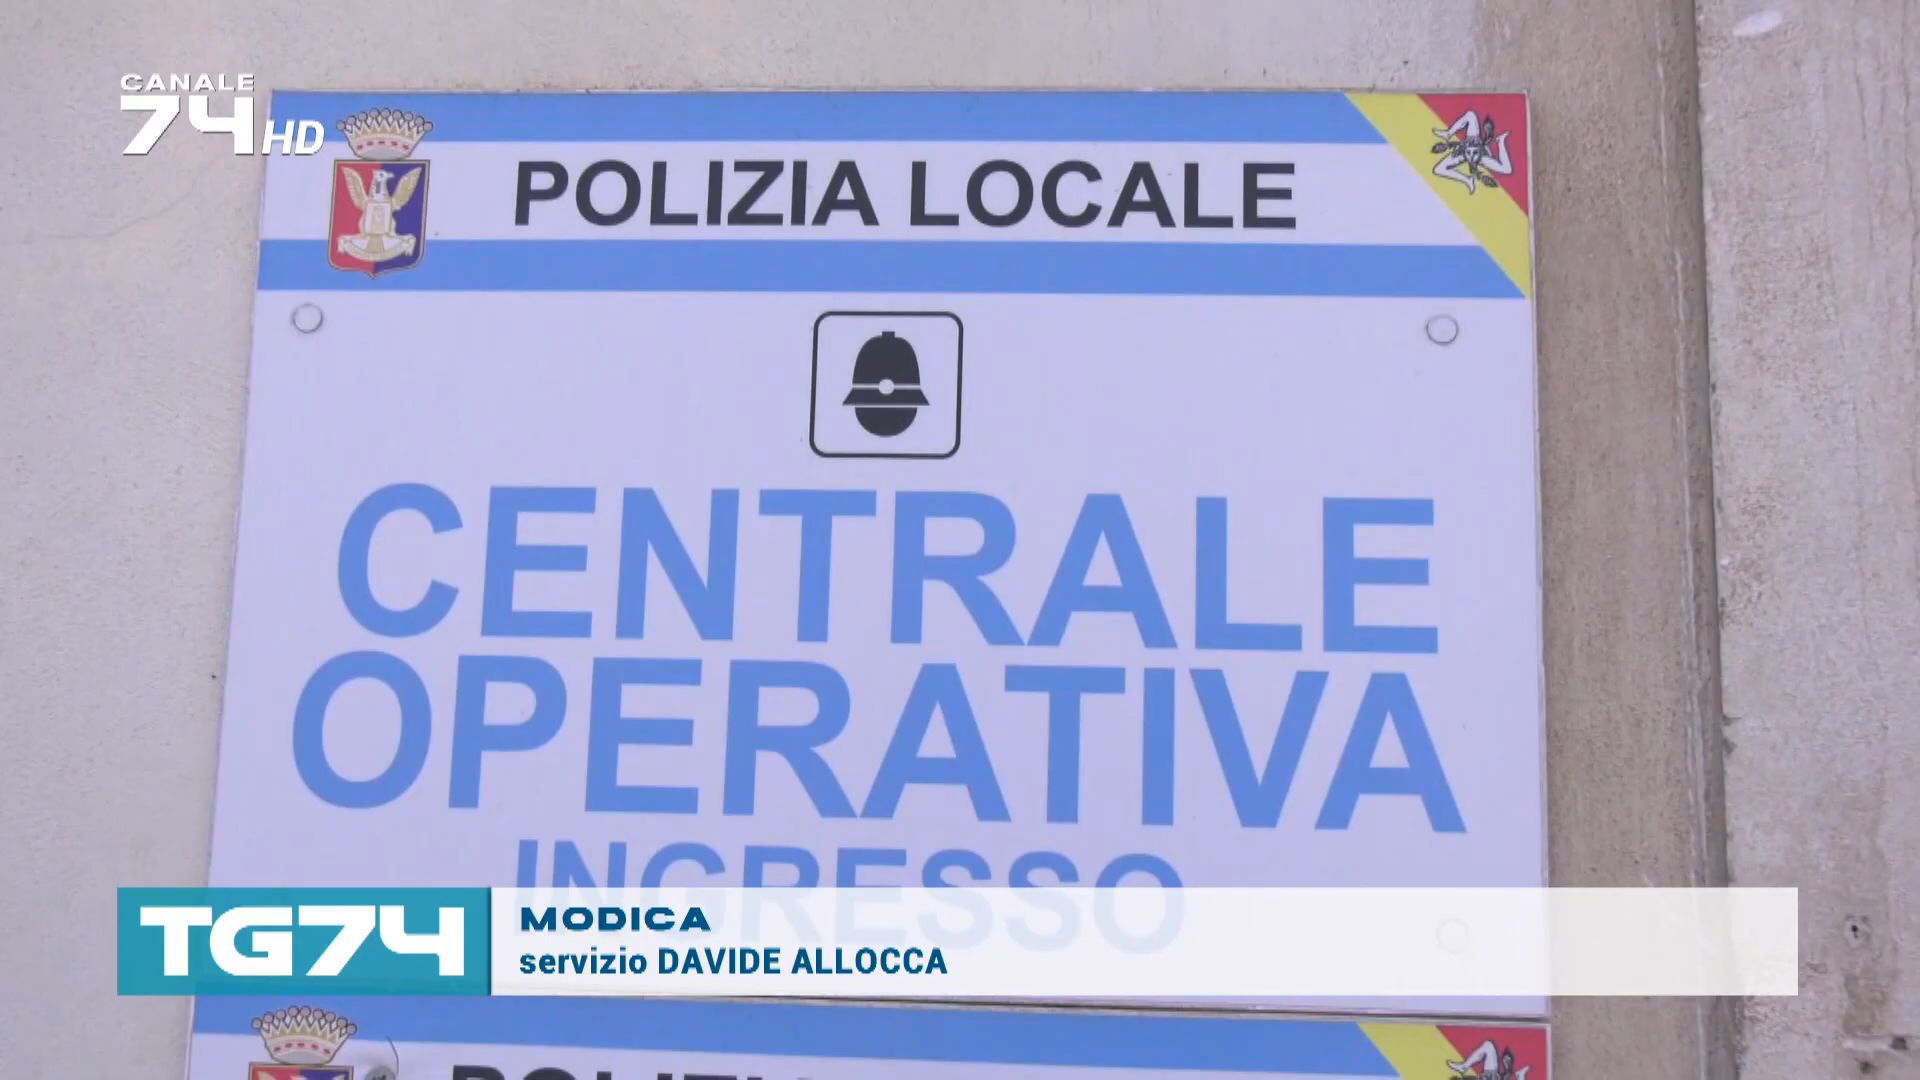 CANALE
74 HD
POLIZIA LOCALE
CENTRALE
OPERATIVA
INGRESSO
TG74
MODICA
servizio DAVIDE ALLOCCA